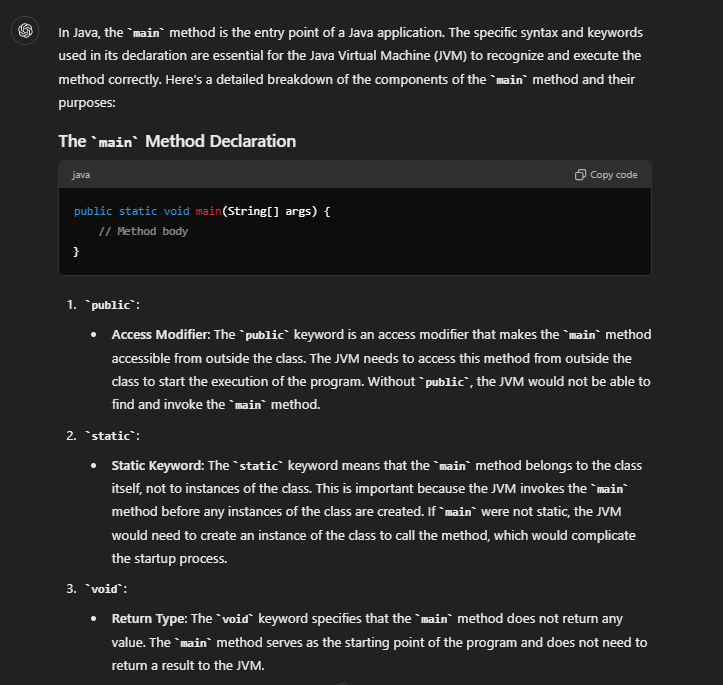 In Java, the `main` method is the entry point of a Java application. The specific syntax and keywords
used in its declaration are essential for the Java Virtual Machine (JVM) to recognize and execute the
method correctly. Here's a detailed breakdown of the components of the `main` method and their
purposes:
The `main` Method Declaration
java Copy code
public static void main(String[] args) {
    // Method body
}
1. `public`:
• Access Modifier: The `public` keyword is an access modifier that makes the `main` method
accessible from outside the class. The JVM needs to access this method from outside the
class to start the execution of the program. Without `public`, the JVM would not be able to
find and invoke the `main` method.
2. `static`:
• Static Keyword: The `static` keyword means that the `main` method belongs to the class
itself, not to instances of the class. This is important because the JVM invokes the `main`
method before any instances of the class are created. If `main` were not static, the JVM
would need to create an instance of the class to call the method, which would complicate
the startup process.
3. `void`:
• Return Type: The `void` keyword specifies that the `main` method does not return any
value. The `main` method serves as the starting point of the program and does not need to
return a result to the JVM.